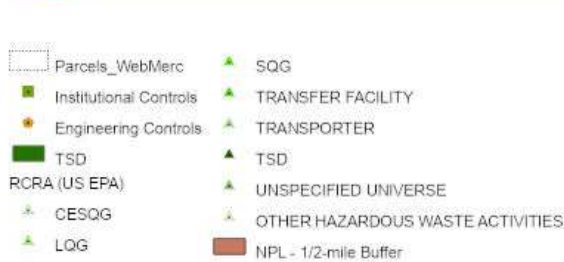 Parcels_WebMerc
Institutional Controls
Engineering Controls
TSD
RCRA (US EPA)
CESQG
LQG
SQG
TRANSFER FACILITY
TRANSPORTER
TSD
UNSPECIFIED UNIVERSE
OTHER HAZARDOUS WASTE ACTIVITIES
NPL - 1/2-mile Buffer